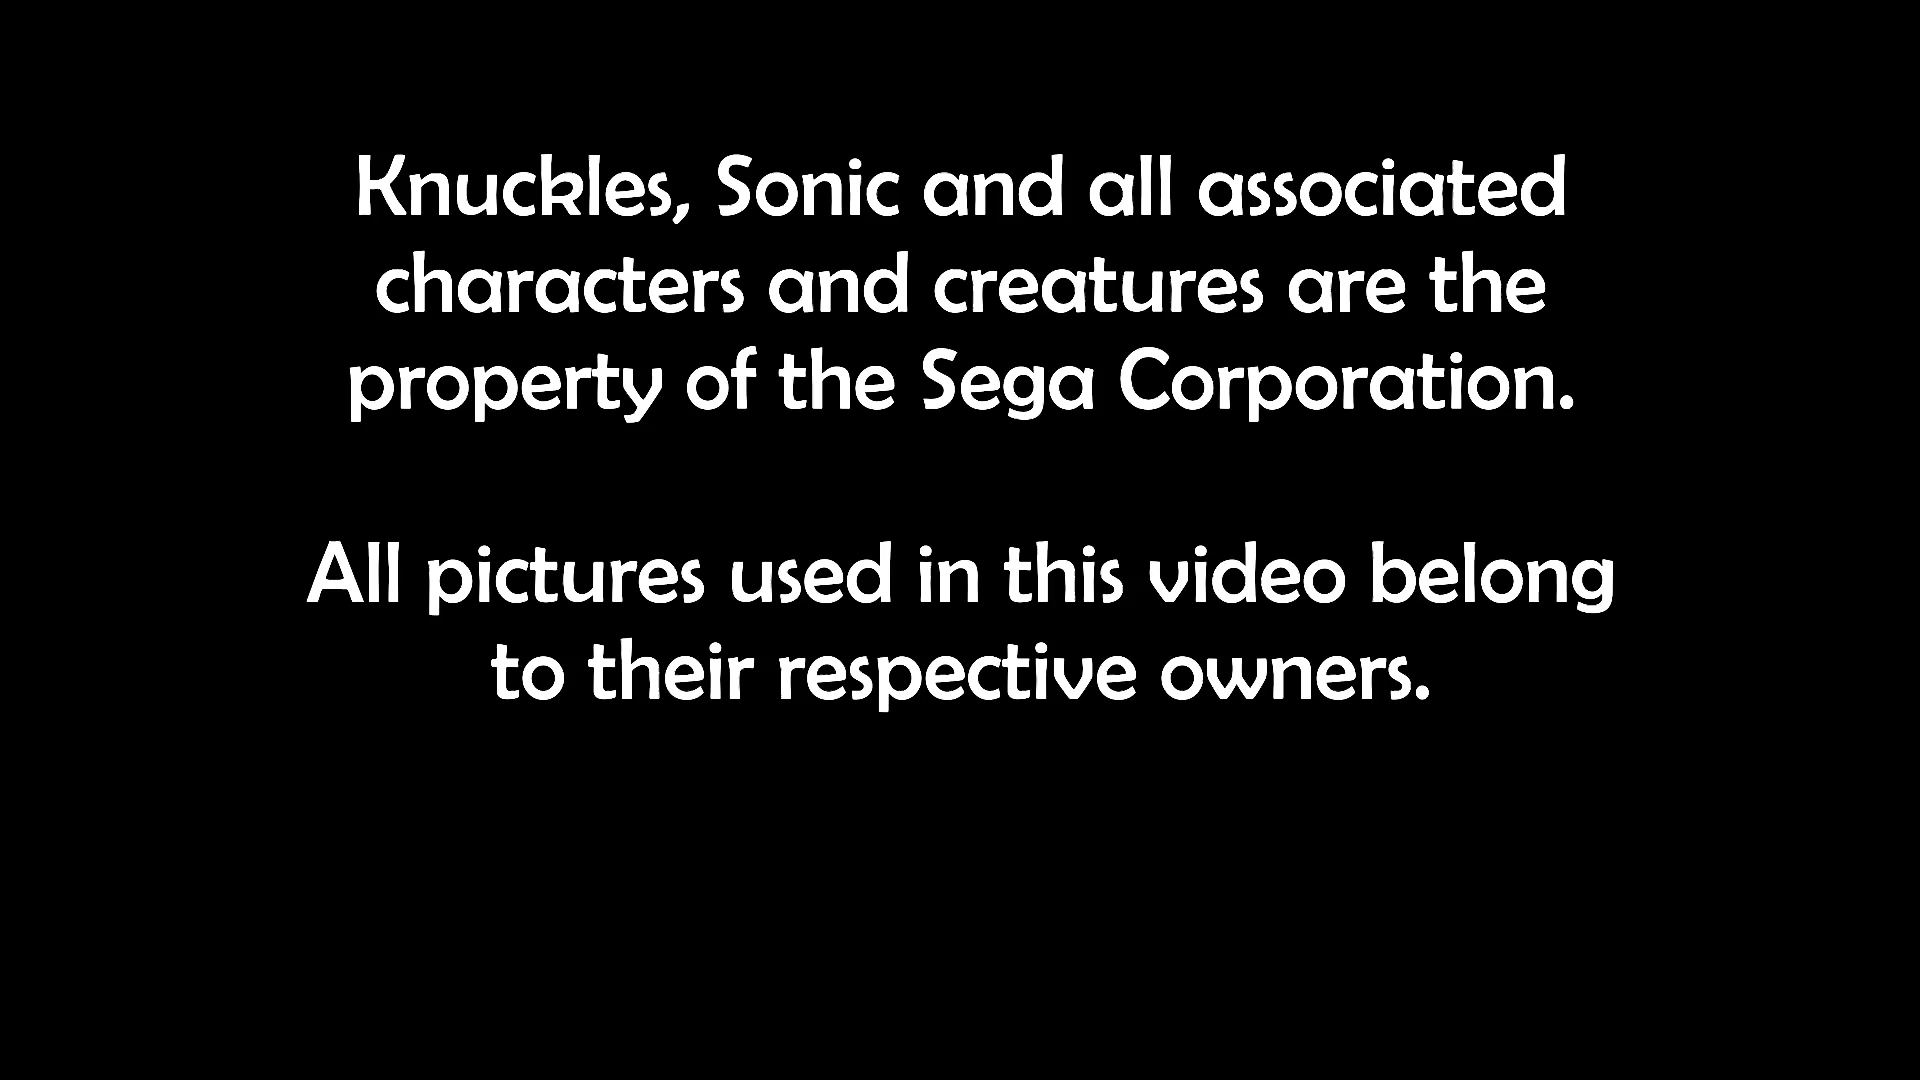 Knuckles, Sonic and all associated
characters and creatures are the
property of the Sega Corporation.
All pictures used in this video belong
to their respective owners.